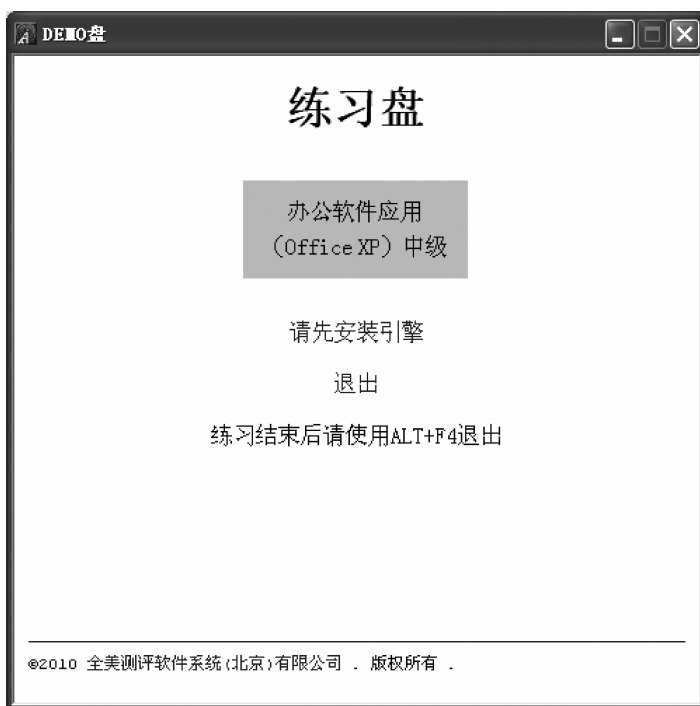 DEMO盘
练习盘
办公软件应用
（Office XP）中级
请先安装引擎
退出
练习结束后请使用ALT+F4退出
©2010 全美测评软件系统(北京)有限公司 . 版权所有 .